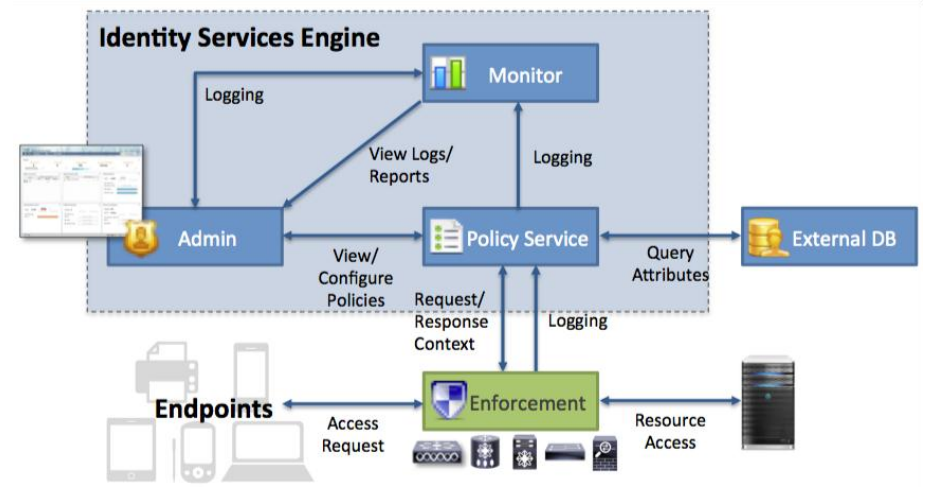 Identity Services Engine
Monitor
Logging
View Logs/
Reports
Logging
Admin
Policy Service
External DB
View/
Configure
Policies
Query
Attributes
Request/
Response
Context
Logging
Endpoints
Access
Request
Enforcement
Resource
Access